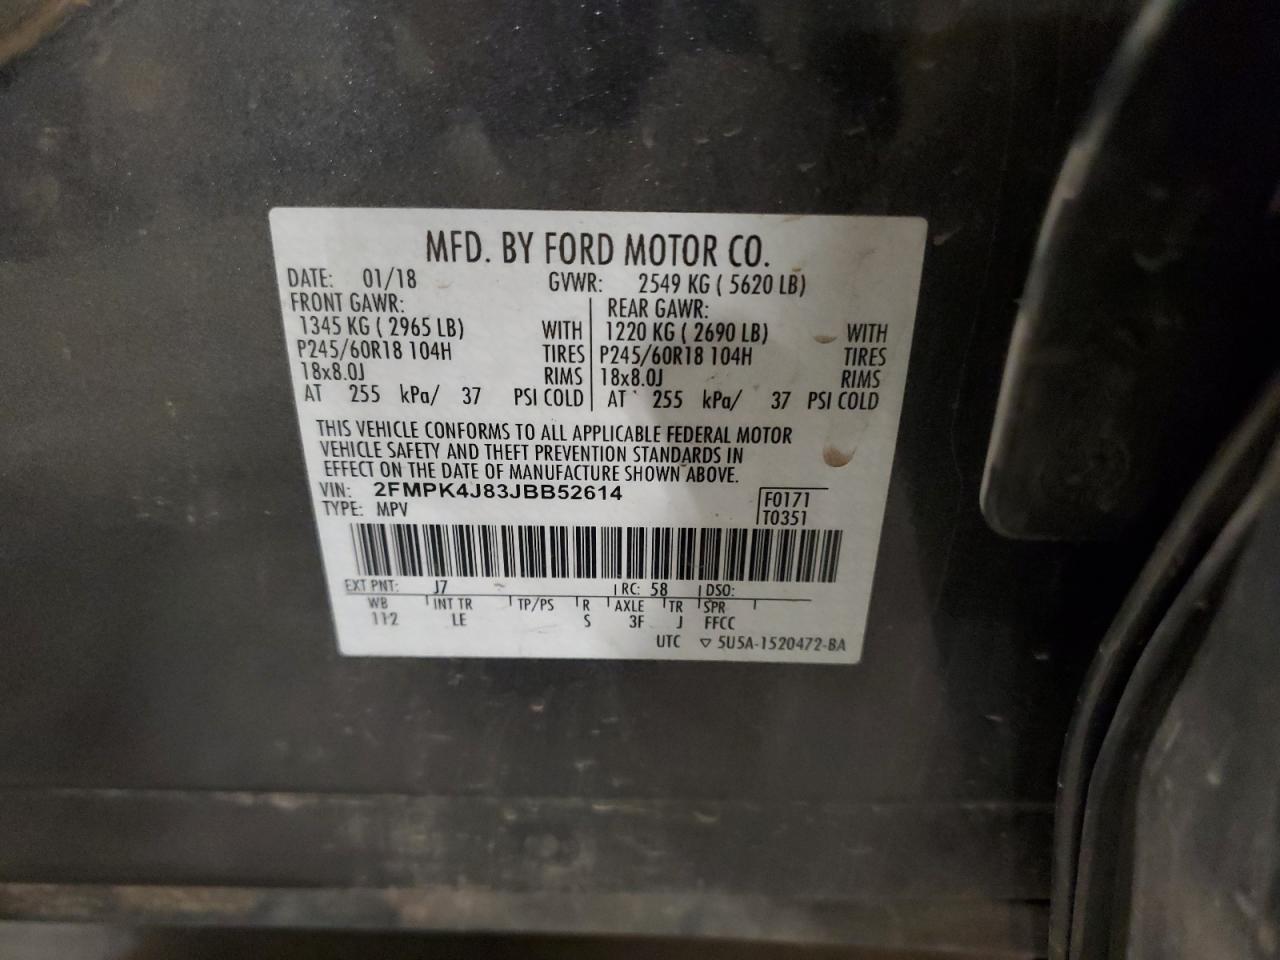 MFD. BY FORD MOTOR CO.
DATE: 01/18 GVWR: 2549 KG ( 5620 LB)
FRONT GAWR: REAR GAWR:
1345 KG ( 2965 LB) WITH 1220 KG ( 2690 LB) WITH
P245/60R18 104H TIRES P245/60R18 104H TIRES
18x8.0J RIMS 18x8.0J RIMS
AT 255 kPa/ 37 PSI COLD AT 255 kPa/ 37 PSI COLD
THIS VEHICLE CONFORMS TO ALL APPLICABLE FEDERAL MOTOR
VEHICLE SAFETY AND THEFT PREVENTION STANDARDS IN
EFFECT ON THE DATE OF MANUFACTURE SHOWN ABOVE.
VIN: 2FMPK4J83JBB52614 F0171
TYPE: MPV T0351
EXT PNT: J7 RC: 58 DSO:
WB INT TR TP/PS R AXLE TR SPR
112 LE S 3F J FFCC
UTC ▽ 5U5A-1520472-BA